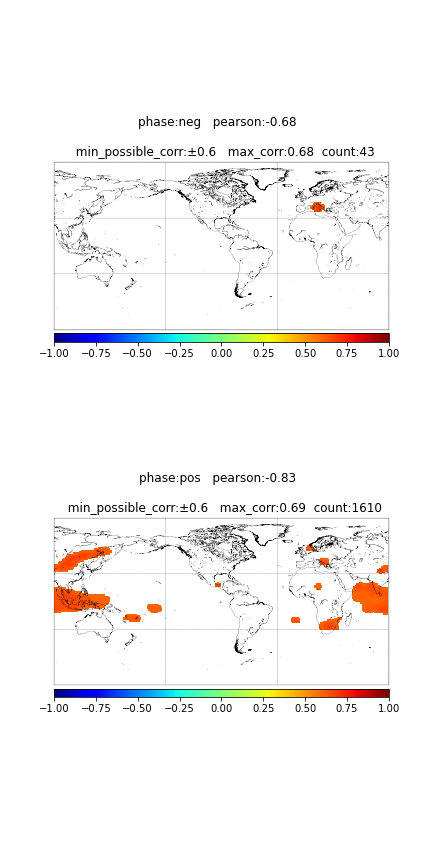 phase:neg   pearson:-0.68
min_possible_corr:±0.6   max_corr:0.68  count:43
−1.00 −0.75 −0.50 −0.25 0.00 0.25 0.50 0.75 1.00
phase:pos   pearson:-0.83
min_possible_corr:±0.6   max_corr:0.69  count:1610
−1.00 −0.75 −0.50 −0.25 0.00 0.25 0.50 0.75 1.00